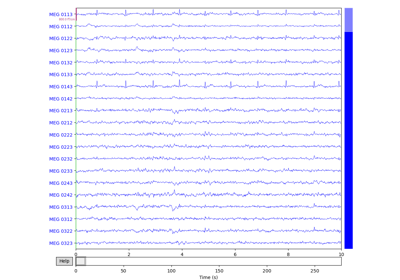 MEG 0113
MEG 0112
MEG 0122
MEG 0123
MEG 0132
MEG 0133
MEG 0143
MEG 0142
MEG 0213
MEG 0212
MEG 0222
MEG 0223
MEG 0232
MEG 0233
MEG 0243
MEG 0242
MEG 0313
MEG 0312
MEG 0322
MEG 0323
0 2 4 6 8 10
Help
0 50 100 150 200 250
Time (s)